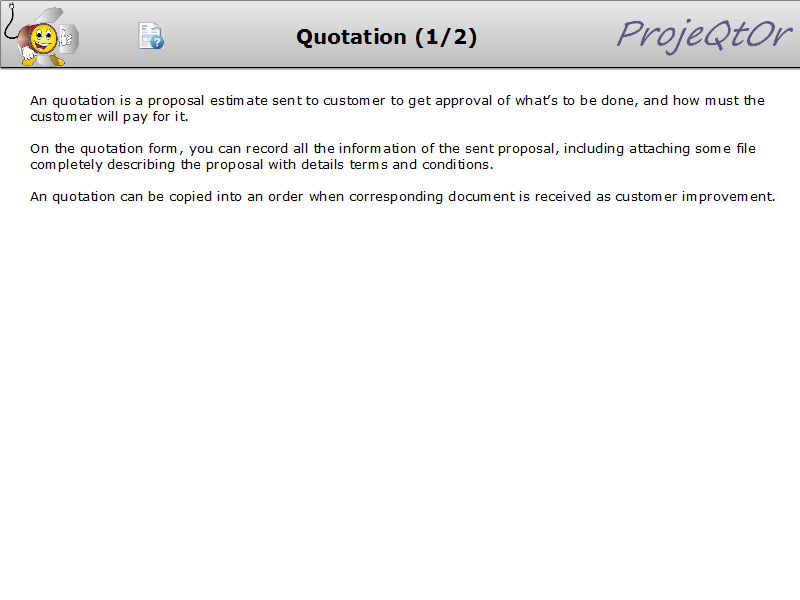 Quotation (1/2)
ProjeQtOr
An quotation is a proposal estimate sent to customer to get approval of what’s to be done, and how must the
customer will pay for it.
On the quotation form, you can record all the information of the sent proposal, including attaching some file
completely describing the proposal with details terms and conditions.
An quotation can be copied into an order when corresponding document is received as customer improvement.